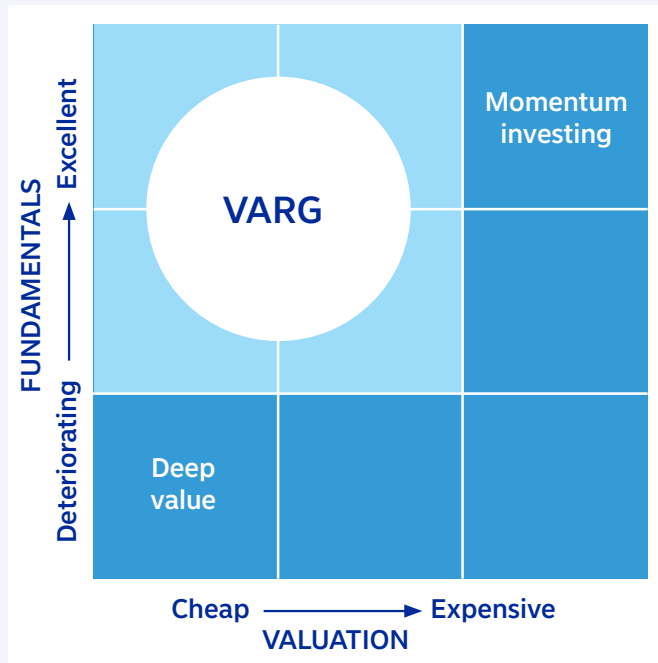 FUNDAMENTALS
Deteriorating
Excellent
Momentum
investing
VARG
Deep
value
Cheap
Expensive
VALUATION